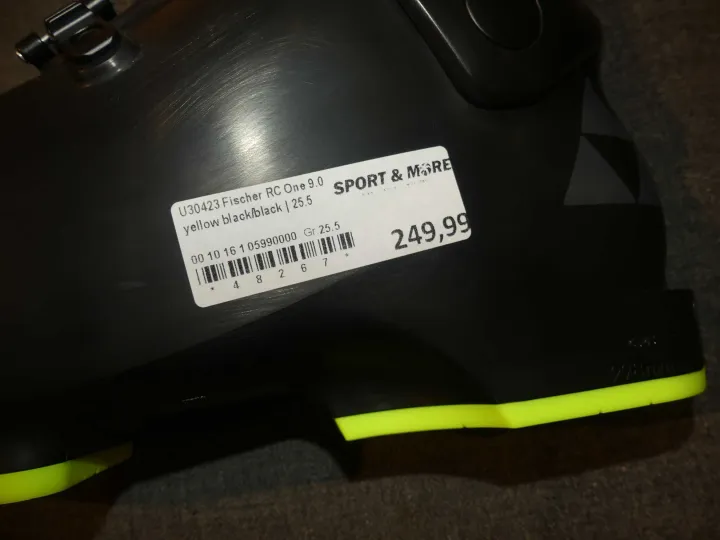 U30423 Fischer RC One 9.0
yellow black/black | 25.5
SPORT & MORE
00 10 16 1 05990000 Gr 25.5
* 4 8 2 6 7 *
249,99